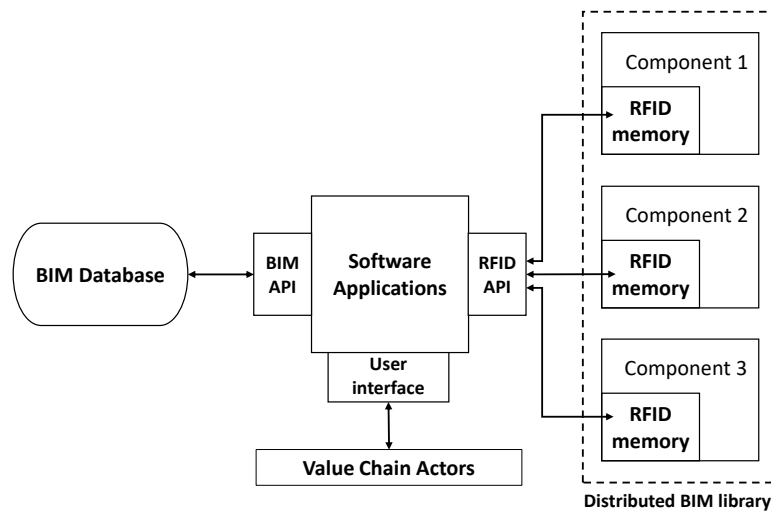 Component 1
RFID
memory
Component 2
RFID
memory
Component 3
RFID
memory
BIM Database
BIM
API
Software
Applications
RFID
API
User
interface
Value Chain Actors
Distributed BIM library